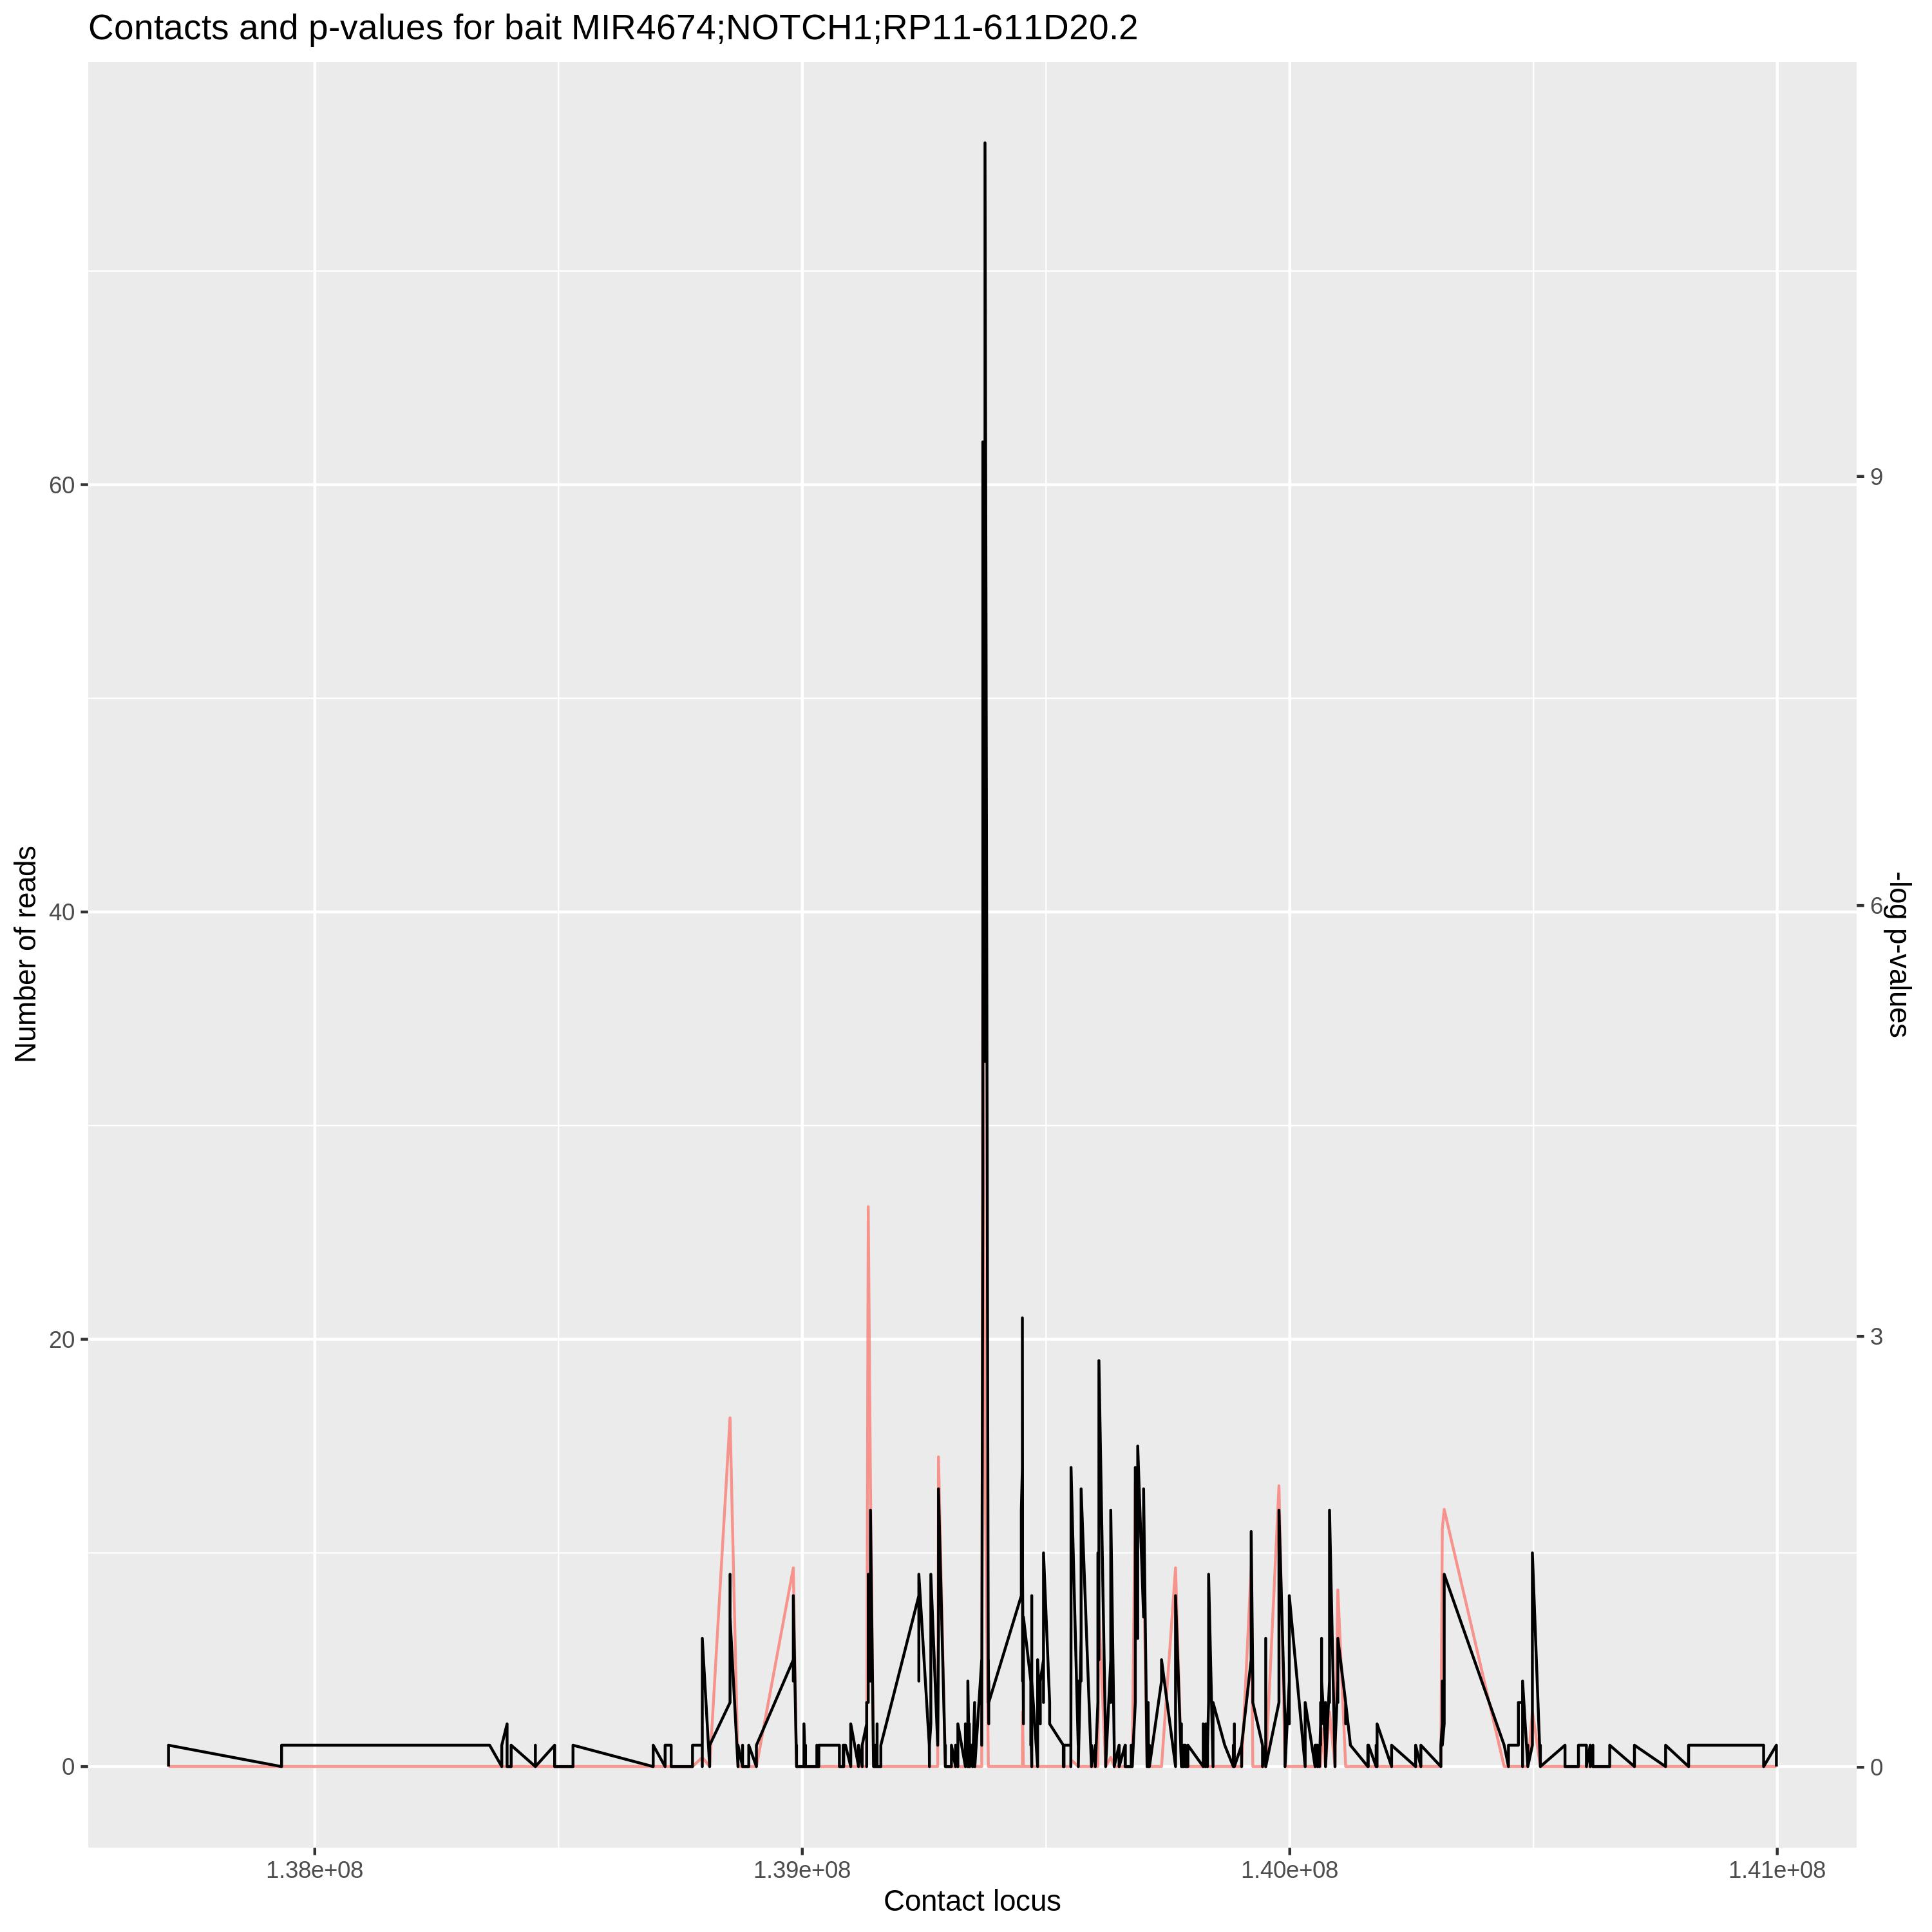 Contacts and p-values for bait MIR4674;NOTCH1;RP11-611D20.2
60
40
20
0
Number of reads
9
6
3
0
-log p-values
1.38e+08
1.39e+08
1.40e+08
1.41e+08
Contact locus